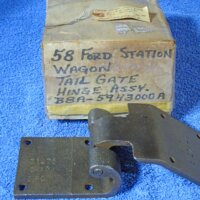 58 FORD STATION
WAGON
TAIL GATE
HINGE ASSY.
B8A-5943000A